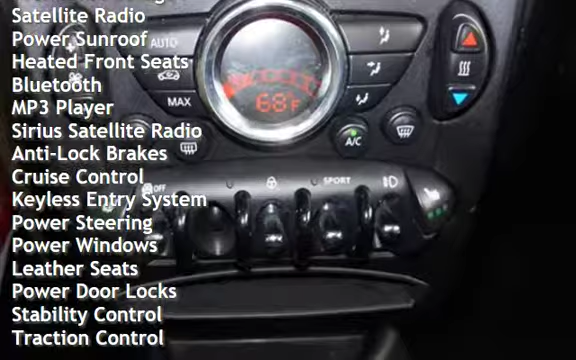 Satellite Radio
Power Sunroof
Heated Front Seats
Bluetooth
MP3 Player
Sirius Satellite Radio
Anti-Lock Brakes
Cruise Control
Keyless Entry System
Power Steering
Power Windows
Leather Seats
Power Door Locks
Stability Control
Traction Control
AUTO
MAX
68°F
A/C
OFF
SPORT